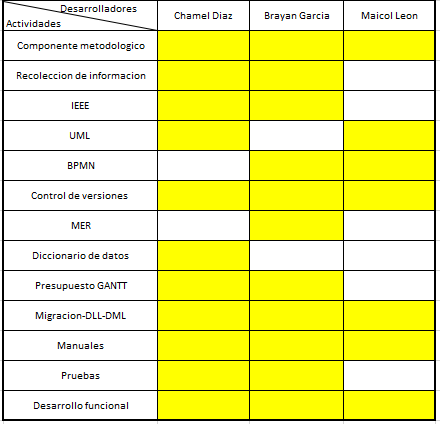 Desarrolladores
Actividades
Chamel Diaz
Brayan Garcia
Maicol Leon
Componente metodologico
Recoleccion de informacion
IEEE
UML
BPMN
Control de versiones
MER
Diccionario de datos
Presupuesto GANTT
Migracion-DLL-DML
Manuales
Pruebas
Desarrollo funcional